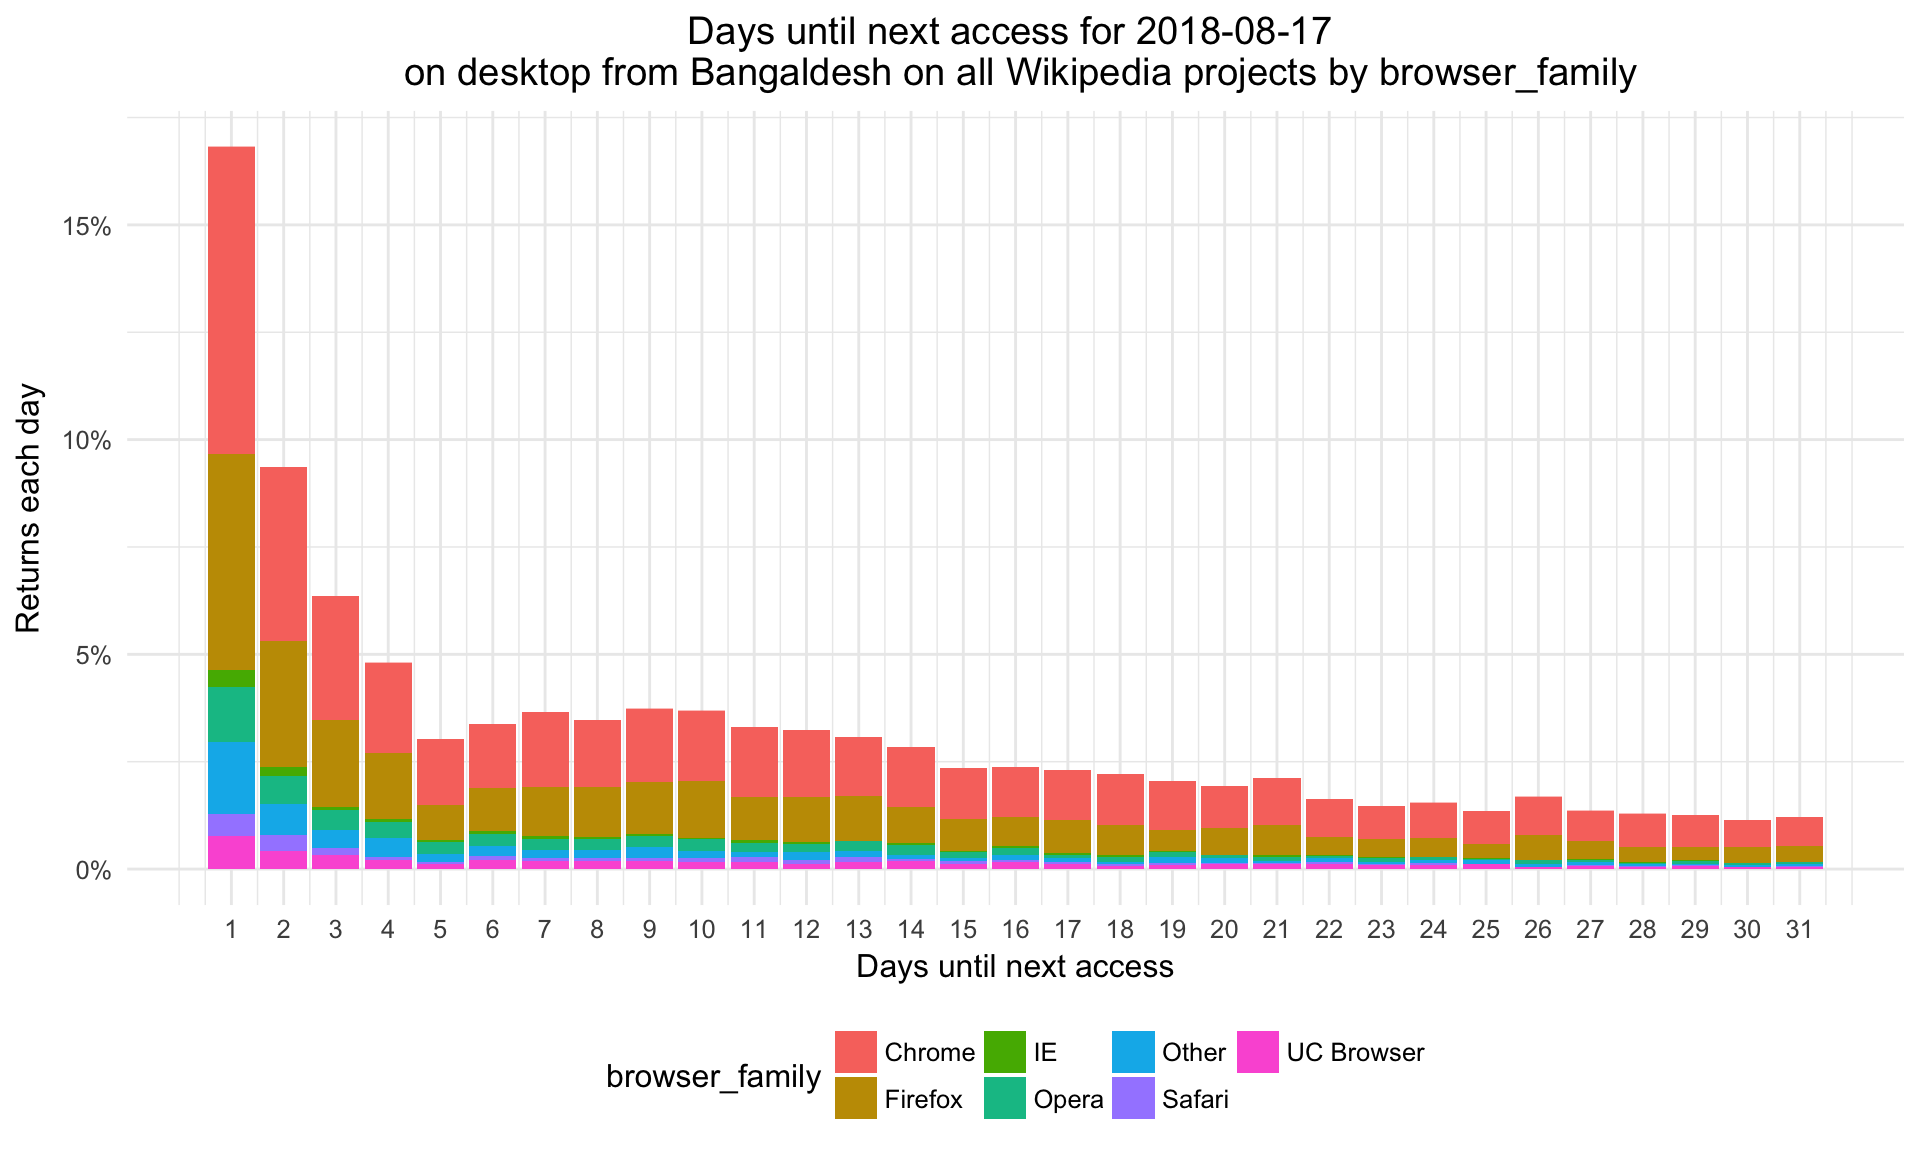 Days until next access for 2018-08-17
on desktop from Bangaldesh on all Wikipedia projects by browser_family
Returns each day
15%
10%
5%
0%
1 2 3 4 5 6 7 8 9 10 11 12 13 14 15 16 17 18 19 20 21 22 23 24 25 26 27 28 29 30 31
Days until next access
browser_family
Chrome IE Other UC Browser
Firefox Opera Safari